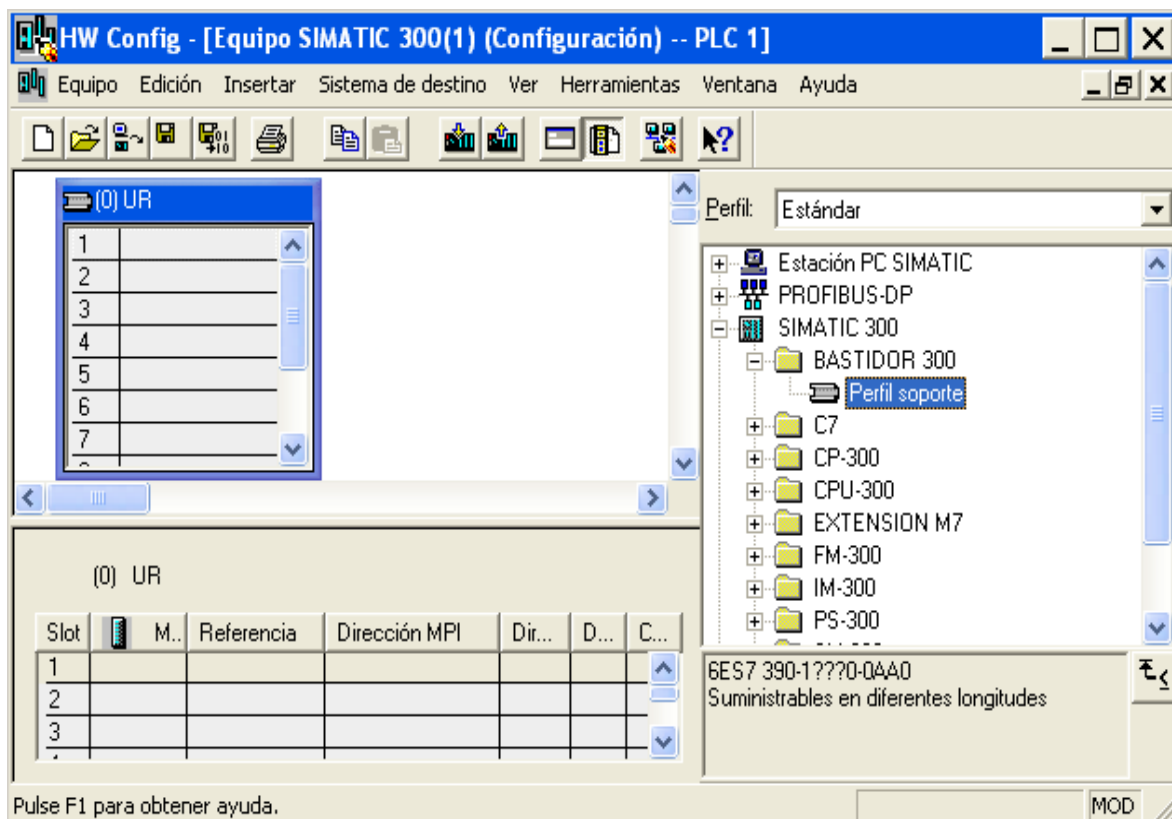 HW Config - [Equipo SIMATIC 300(1) (Configuración) -- PLC 1]
Equipo Edición Insertar Sistema de destino Ver Herramientas Ventana Ayuda
(0) UR
1
2
3
4
5
6
7
Perfil: Estándar
Estación PC SIMATIC
PROFIBUS-DP
SIMATIC 300
BASTIDOR 300
Perfil soporte
C7
CP-300
CPU-300
EXTENSION M7
FM-300
IM-300
PS-300
(0) UR
Slot M... Referencia Dirección MPI Dir... D... C...
1
2
3
6ES7 390-1???0-0AA0
Suministrables en diferentes longitudes
Pulse F1 para obtener ayuda. MOD